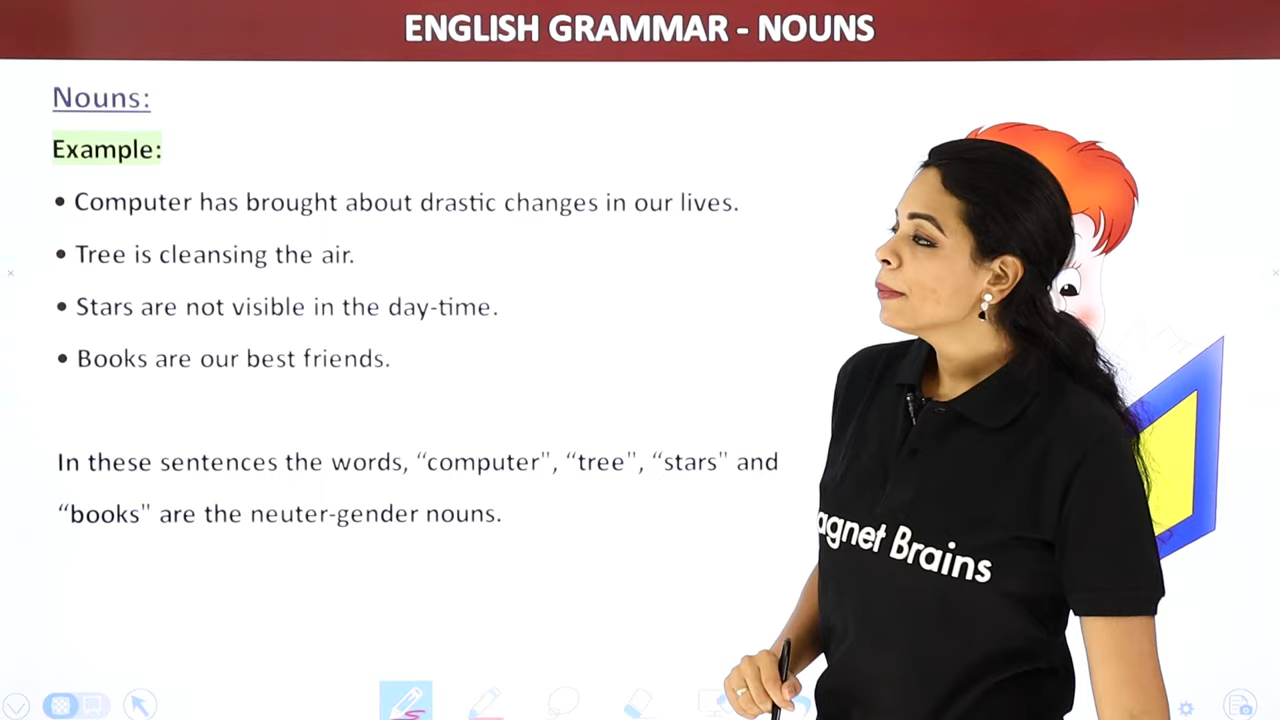 ENGLISH GRAMMAR - NOUNS
Nouns:
Example:
• Computer has brought about drastic changes in our lives.
• Tree is cleansing the air.
• Stars are not visible in the day-time.
• Books are our best friends.
In these sentences the words, “computer", “tree", “stars" and
“books" are the neuter-gender nouns.
agnet Brains